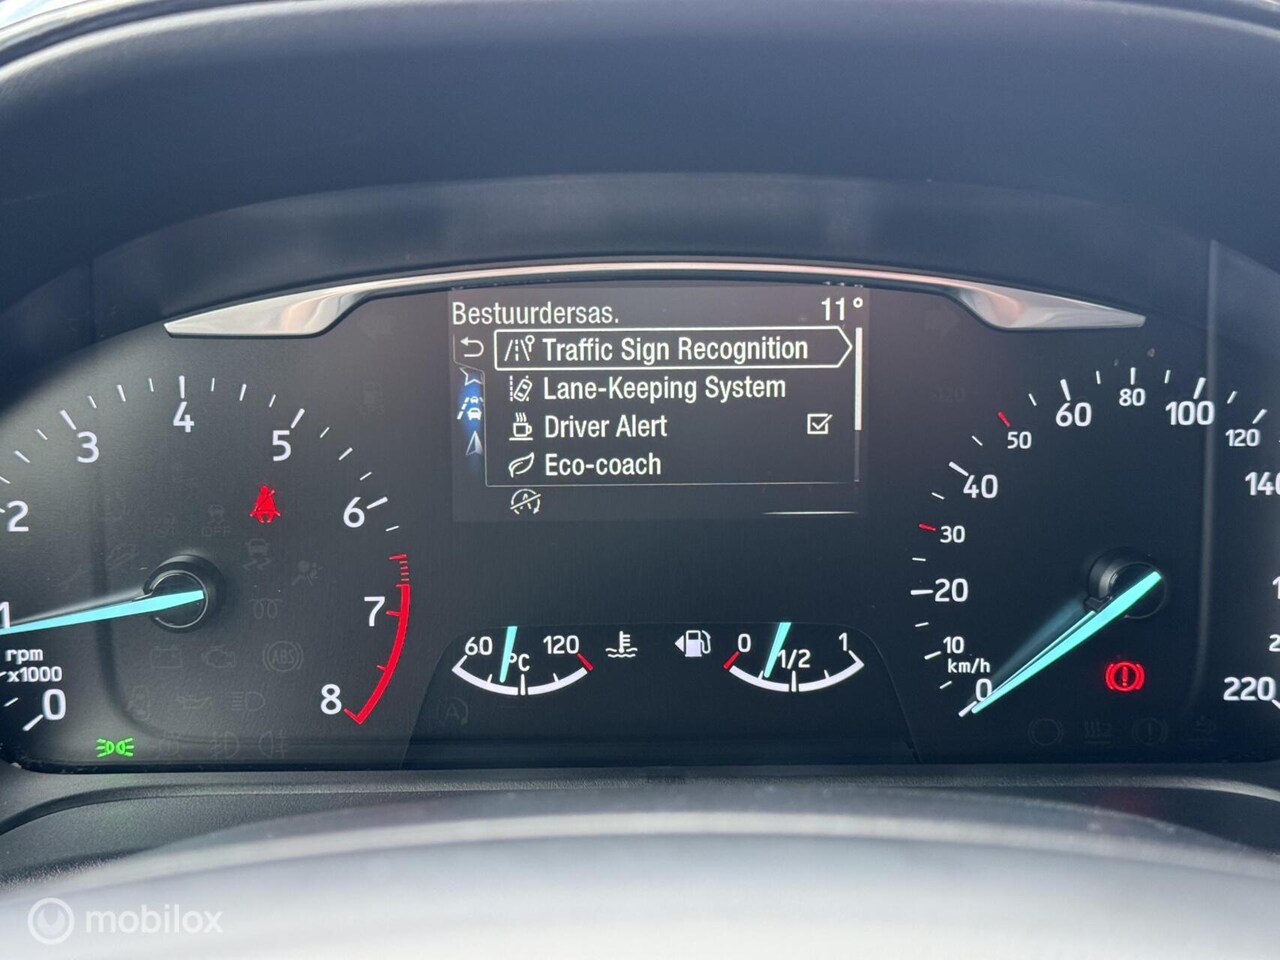 Bestuurdersas. 11°
Traffic Sign Recognition
Lane-Keeping System
Driver Alert
Eco-coach
1 2 3 4 5 6 7 8
rpm
x1000
0
60 120
°C
0 1
1/2
0 10 20 30 40 50 60 80 100 120 140
220
km/h
ABS
mobilox